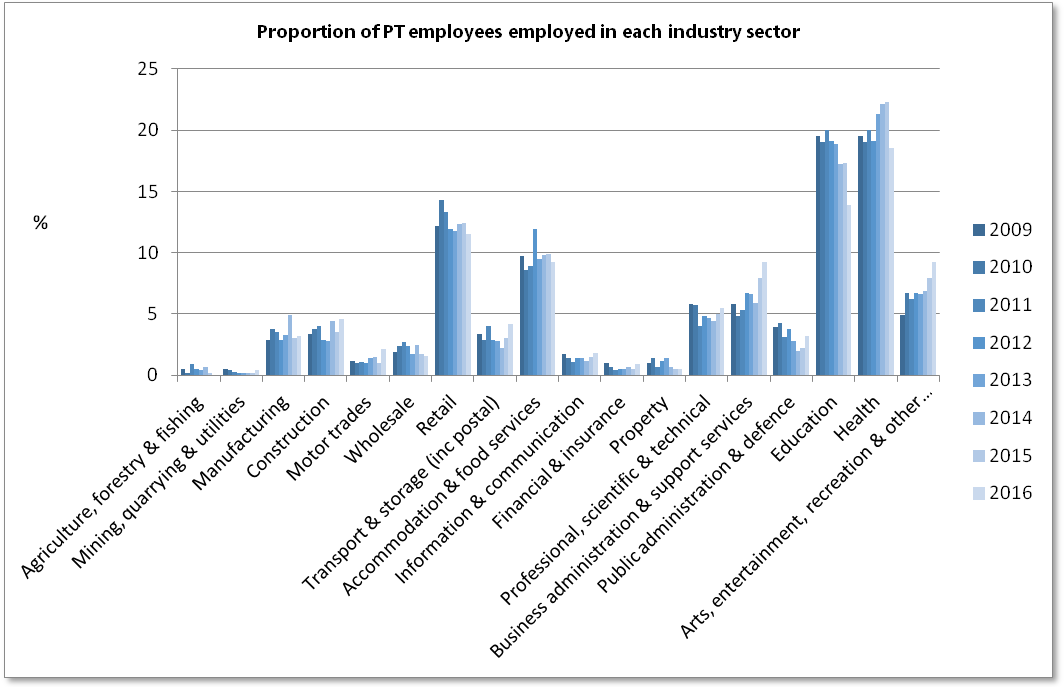 Proportion of PT employees employed in each industry sector
25
20
15
10
5
0
%
Agriculture, forestry & fishing
Mining, quarrying & utilities
Manufacturing
Construction
Motor trades
Wholesale
Retail
Transport & storage (inc postal)
Accommodation & food services
Information & communication
Financial & insurance
Property
Professional, scientific & technical
Business administration & support services
Public administration & defence
Education
Health
Arts, entertainment, recreation & other...
2009
2010
2011
2012
2013
2014
2015
2016